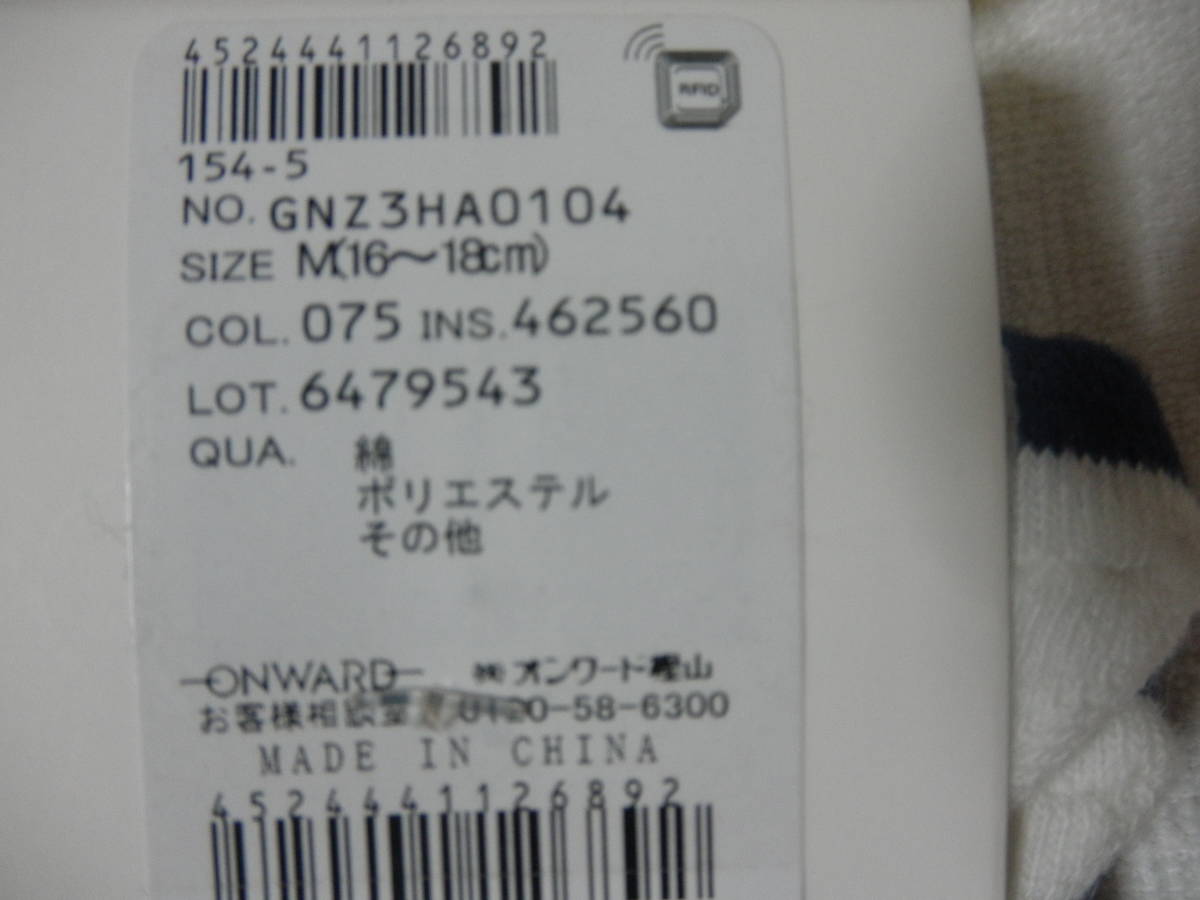 4524441126892
RFID
154-5
NO. GNZ3HA0104
SIZE M(16〜18cm)
COL. 075 INS. 462560
LOT. 6479543
QUA. 綿
ポリエステル
その他
ONWARD ㈱オンワード樫山
お客様相談室 0120-58-6300
MADE IN CHINA
4524441126892